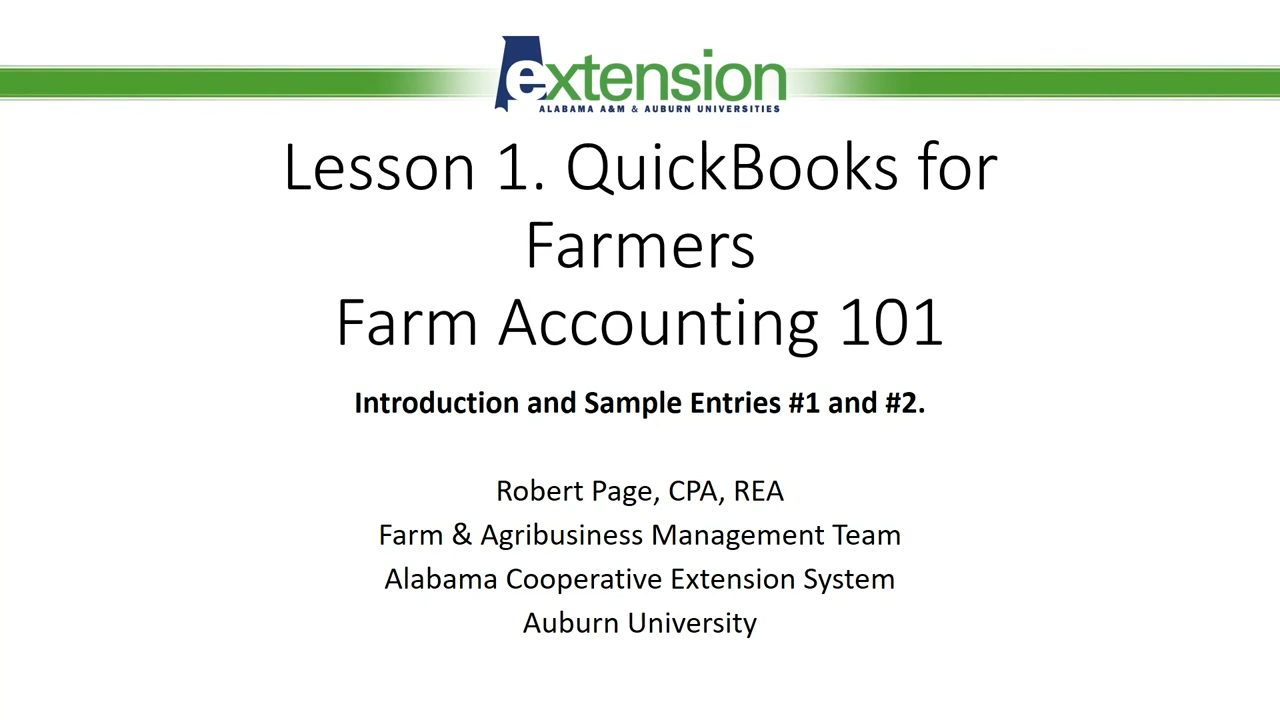 extension
ALABAMA A&M & AUBURN UNIVERSITIES
Lesson 1. QuickBooks for
Farmers
Farm Accounting 101
Introduction and Sample Entries #1 and #2.
Robert Page, CPA, REA
Farm & Agribusiness Management Team
Alabama Cooperative Extension System
Auburn University